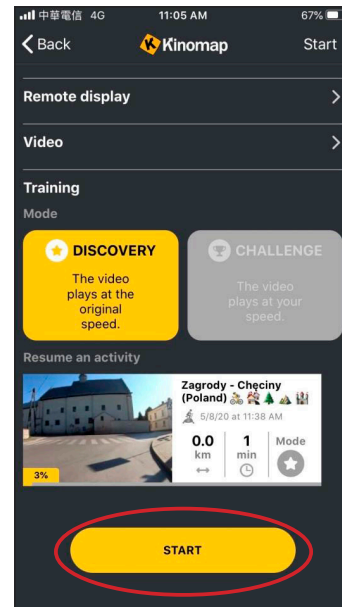 中華電信 4G 11:05 AM 67%
Back Kinomap Start
Remote display
Video
Training
Mode
DISCOVERY
The video
plays at the
original
speed.
CHALLENGE
The video
plays at your
speed.
Resume an activity
Zagrody - Chęciny
(Poland)
5/8/20 at 11:38 AM
0.0 1 Mode
km min
3%
START